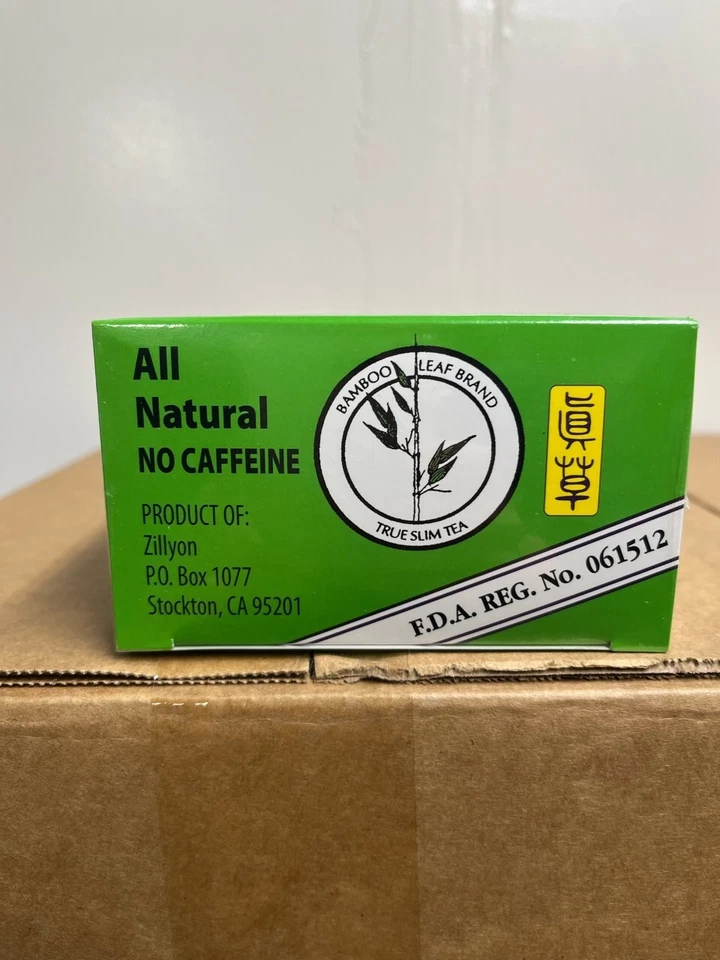 All
Natural
NO CAFFEINE
PRODUCT OF:
Zillyon
P.O. Box 1077
Stockton, CA 95201
BAMBOO LEAF BRAND
TRUE SLIM TEA
F.D.A. REG. No. 061512